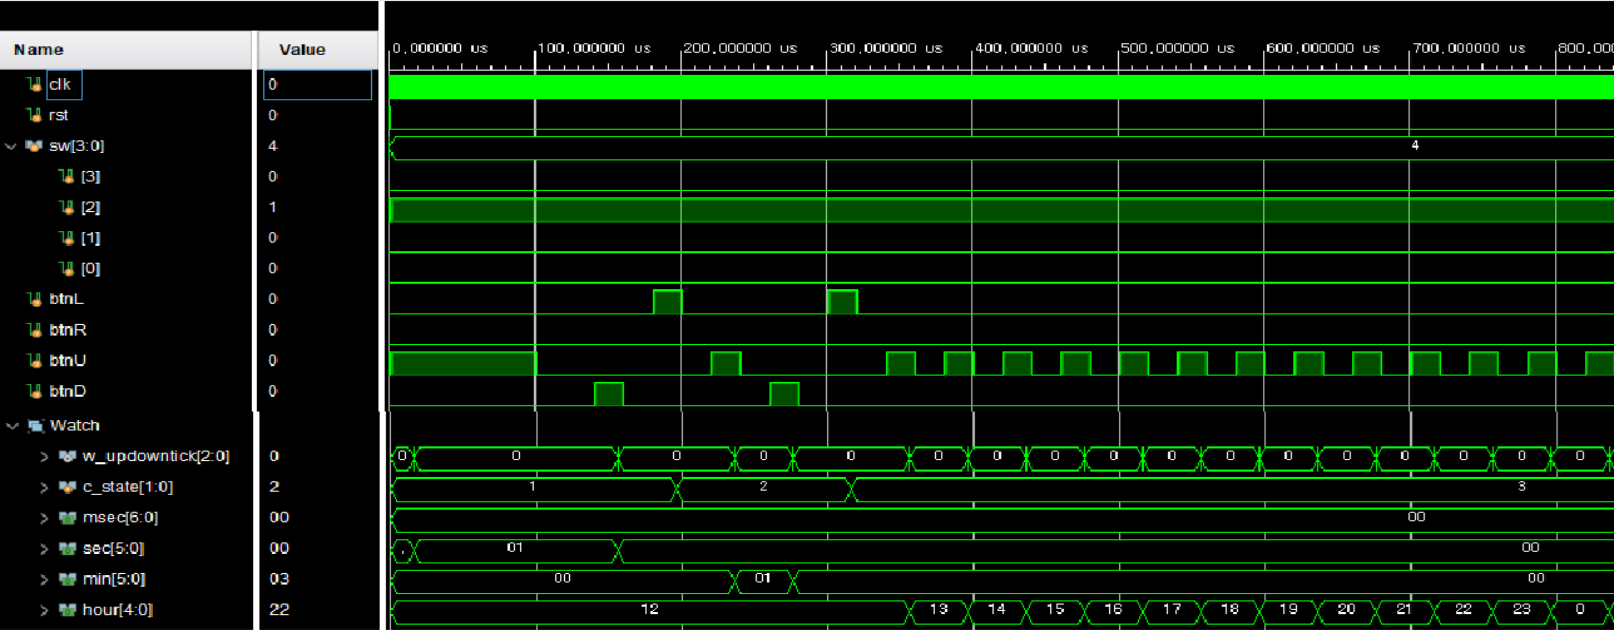 Name Value 0.000000 us 100.000000 us 200.000000 us 300.000000 us 400.000000 us 500.000000 us 600.000000 us 700.000000 us 800.00
clk 0
rst 0
sw[3:0] 4 4
[3] 0
[2] 1
[1] 0
[0] 0
btnL 0
btnR 0
btnU 0
btnD 0
Watch
w_updowntick[2:0] 0 0 0 0 0 0 0 0 0 0 0 0 0 0 0 0 0 0
c_state[1:0] 2 1 2 3
msec[6:0] 00 00
sec[5:0] 00 . 01 00
min[5:0] 03 00 01 00
hour[4:0] 22 12 13 14 15 16 17 18 19 20 21 22 23 0